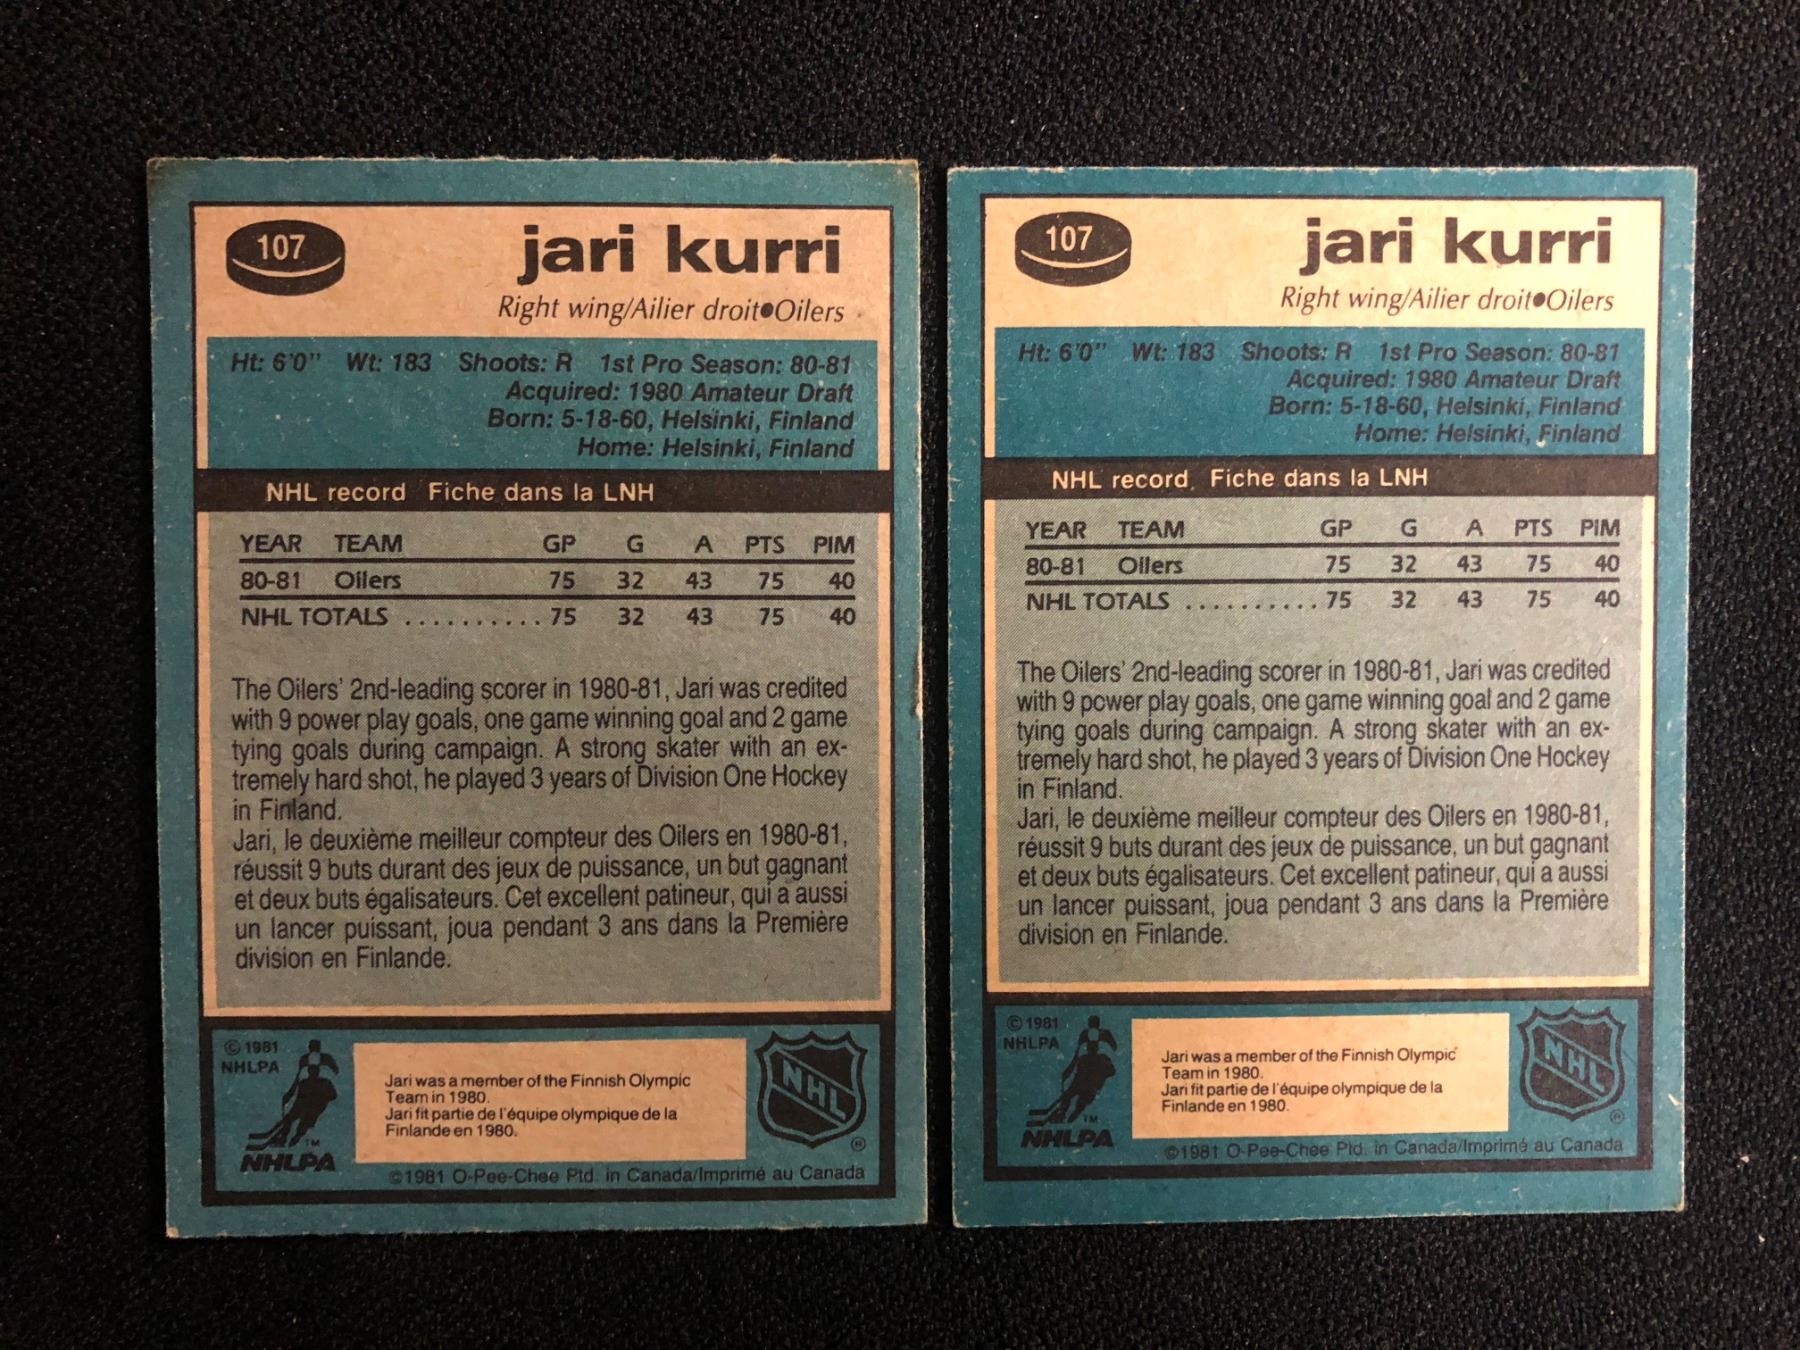 107
jari kurri
Right wing/Ailier droit●Oilers
Ht: 6'0" Wt: 183 Shoots: R 1st Pro Season: 80-81
Acquired: 1980 Amateur Draft
Born: 5-18-60, Helsinki, Finland
Home: Helsinki, Finland
NHL record Fiche dans la LNH
YEAR TEAM GP G A PTS PIM
80-81 Oilers 75 32 43 75 40
NHL TOTALS .......... 75 32 43 75 40
The Oilers' 2nd-leading scorer in 1980-81, Jari was credited
with 9 power play goals, one game winning goal and 2 game
tying goals during campaign. A strong skater with an ex-
tremely hard shot, he played 3 years of Division One Hockey
in Finland.
Jari, le deuxième meilleur compteur des Oilers en 1980-81,
réussit 9 buts durant des jeux de puissance, un but gagnant
et deux buts égalisateurs. Cet excellent patineur, qui a aussi
un lancer puissant, joua pendant 3 ans dans la Première
division en Finlande.
© 1981
NHLPA
TM
NHLPA
Jari was a member of the Finnish Olympic
Team in 1980.
Jari fit partie de l'équipe olympique de la
Finlande en 1980.
NHL
®
©1981 O-Pee-Chee Ptd. in Canada/Imprimé au Canada
107
jari kurri
Right wing/Ailier droit●Oilers
Ht: 6'0" Wt: 183 Shoots: R 1st Pro Season: 80-81
Acquired: 1980 Amateur Draft
Born: 5-18-60, Helsinki, Finland
Home: Helsinki, Finland
NHL record Fiche dans la LNH
YEAR TEAM GP G A PTS PIM
80-81 Oilers 75 32 43 75 40
NHL TOTALS .......... 75 32 43 75 40
The Oilers' 2nd-leading scorer in 1980-81, Jari was credited
with 9 power play goals, one game winning goal and 2 game
tying goals during campaign. A strong skater with an ex-
tremely hard shot, he played 3 years of Division One Hockey
in Finland.
Jari, le deuxième meilleur compteur des Oilers en 1980-81,
réussit 9 buts durant des jeux de puissance, un but gagnant
et deux buts égalisateurs. Cet excellent patineur, qui a aussi
un lancer puissant, joua pendant 3 ans dans la Première
division en Finlande.
© 1981
NHLPA
TM
NHLPA
Jari was a member of the Finnish Olympic
Team in 1980.
Jari fit partie de l'équipe olympique de la
Finlande en 1980.
NHL
®
©1981 O-Pee-Chee Ptd. in Canada/Imprimé au Canada